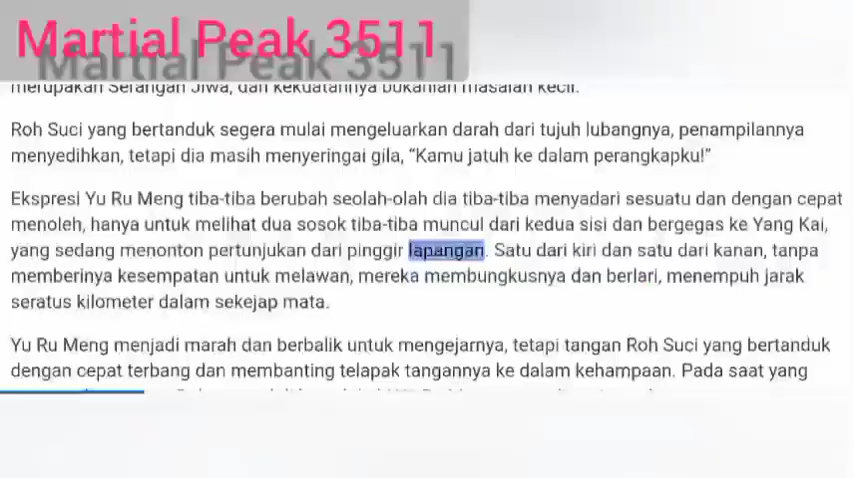 Martial Peak 3511
merupakan Serangan Jiwa, dan kekuatannya bukanlah masalah kecil.
Roh Suci yang bertanduk segera mulai mengeluarkan darah dari tujuh lubangnya, penampilannya
menyedihkan, tetapi dia masih menyeringai gila, “Kamu jatuh ke dalam perangkapku!”
Ekspresi Yu Ru Meng tiba-tiba berubah seolah-olah dia tiba-tiba menyadari sesuatu dan dengan cepat
menoleh, hanya untuk melihat dua sosok tiba-tiba muncul dari kedua sisi dan bergegas ke Yang Kai,
yang sedang menonton pertunjukan dari pinggir lapangan. Satu dari kiri dan satu dari kanan, tanpa
memberinya kesempatan untuk melawan, mereka membungkusnya dan berlari, menempuh jarak
seratus kilometer dalam sekejap mata.
Yu Ru Meng menjadi marah dan berbalik untuk mengejarnya, tetapi tangan Roh Suci yang bertanduk
dengan cepat terbang dan membanting telapak tangannya ke dalam kehampaan. Pada saat yang